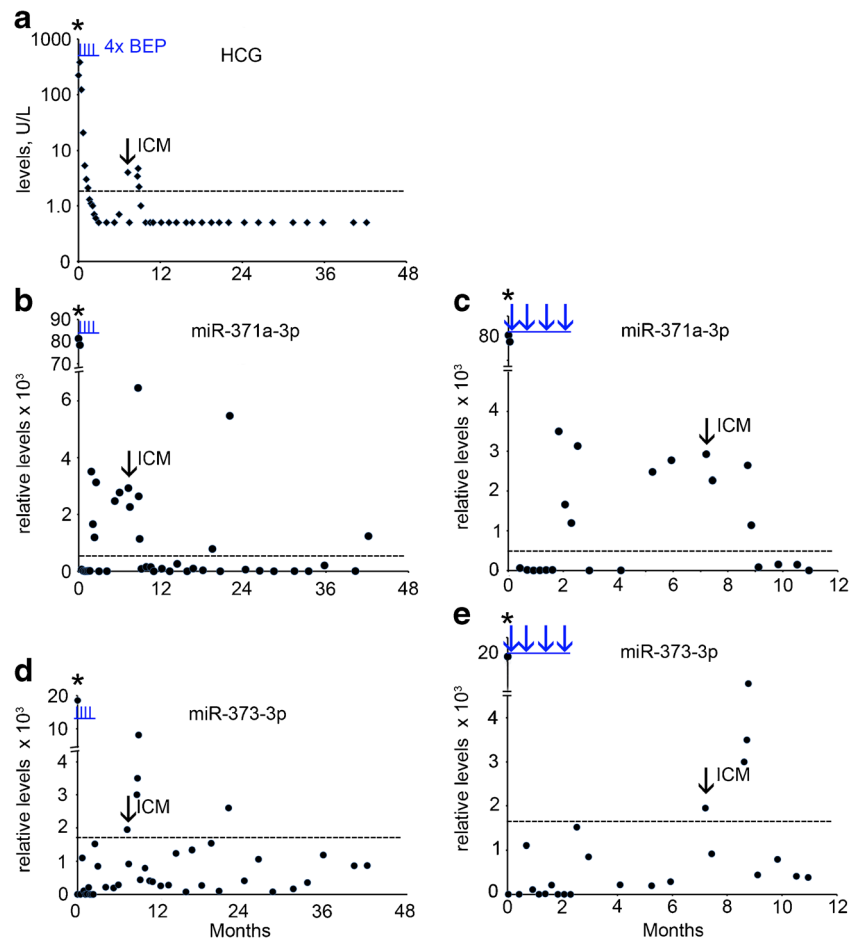 a
*
1000
4x BEP
HCG
100
levels, U/L
10
ICM
1.0
0
0
12
24
36
48
b
*
90
80
70
miR-371a-3p
relative levels x 10³
6
4
ICM
2
0
0
12
24
36
48
c
*
80
miR-371a-3p
relative levels x 10³
4
3
ICM
2
1
0
0
2
4
6
8
10
12
d
*
20
10
miR-373-3p
relative levels x 10³
4
3
ICM
2
1
0
0
12
24
36
48
Months
e
*
20
miR-373-3p
relative levels x 10³
4
3
ICM
2
1
0
0
2
4
6
8
10
12
Months